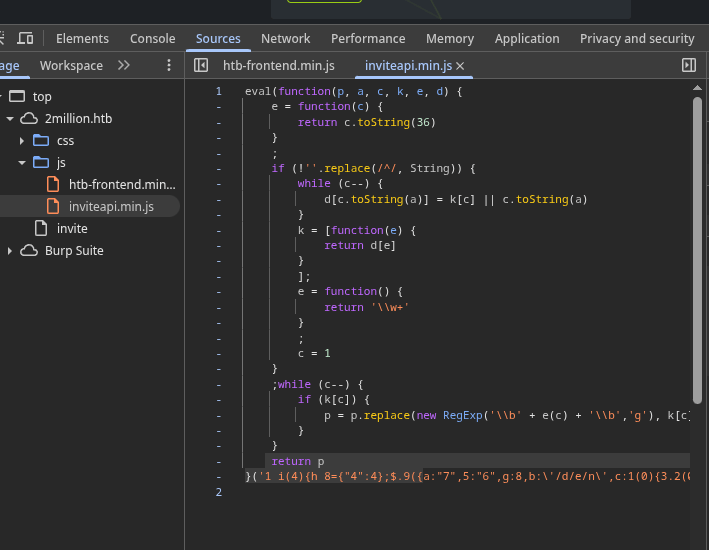 Elements Console Sources Network Performance Memory Application Privacy and security
age Workspace htb-frontend.min.js inviteapi.min.js
top
2million.htb
css
js
htb-frontend.min...
inviteapi.min.js
invite
Burp Suite
1 eval(function(p, a, c, k, e, d) {
- e = function(c) {
- return c.toString(36)
- }
- ;
- if (!''.replace(/^/, String)) {
- while (c--) {
- d[c.toString(a)] = k[c] || c.toString(a)
- }
- k = [function(e) {
- return d[e]
- }
- ];
- e = function() {
- return '\\w+'
- }
- ;
- c = 1
- }
- ;while (c--) {
- if (k[c]) {
- p = p.replace(new RegExp('\\b' + e(c) + '\\b','g'), k[c]
- }
- }
- return p
- }('1 i(4){h 8={"4":4};$.9({a:"7",5:"6",g:8,b:\'/d/e/n\',c:1(0){3.2(0
2